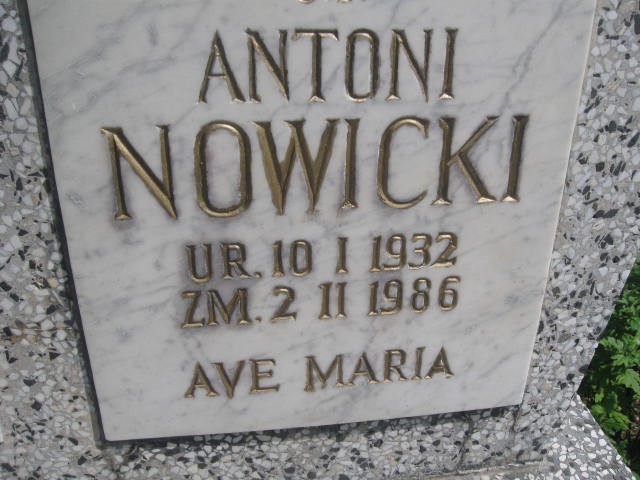 ANTONI
NOWICKI
UR. 10 I 1932
ZM. 2 II 1986
AVE MARIA